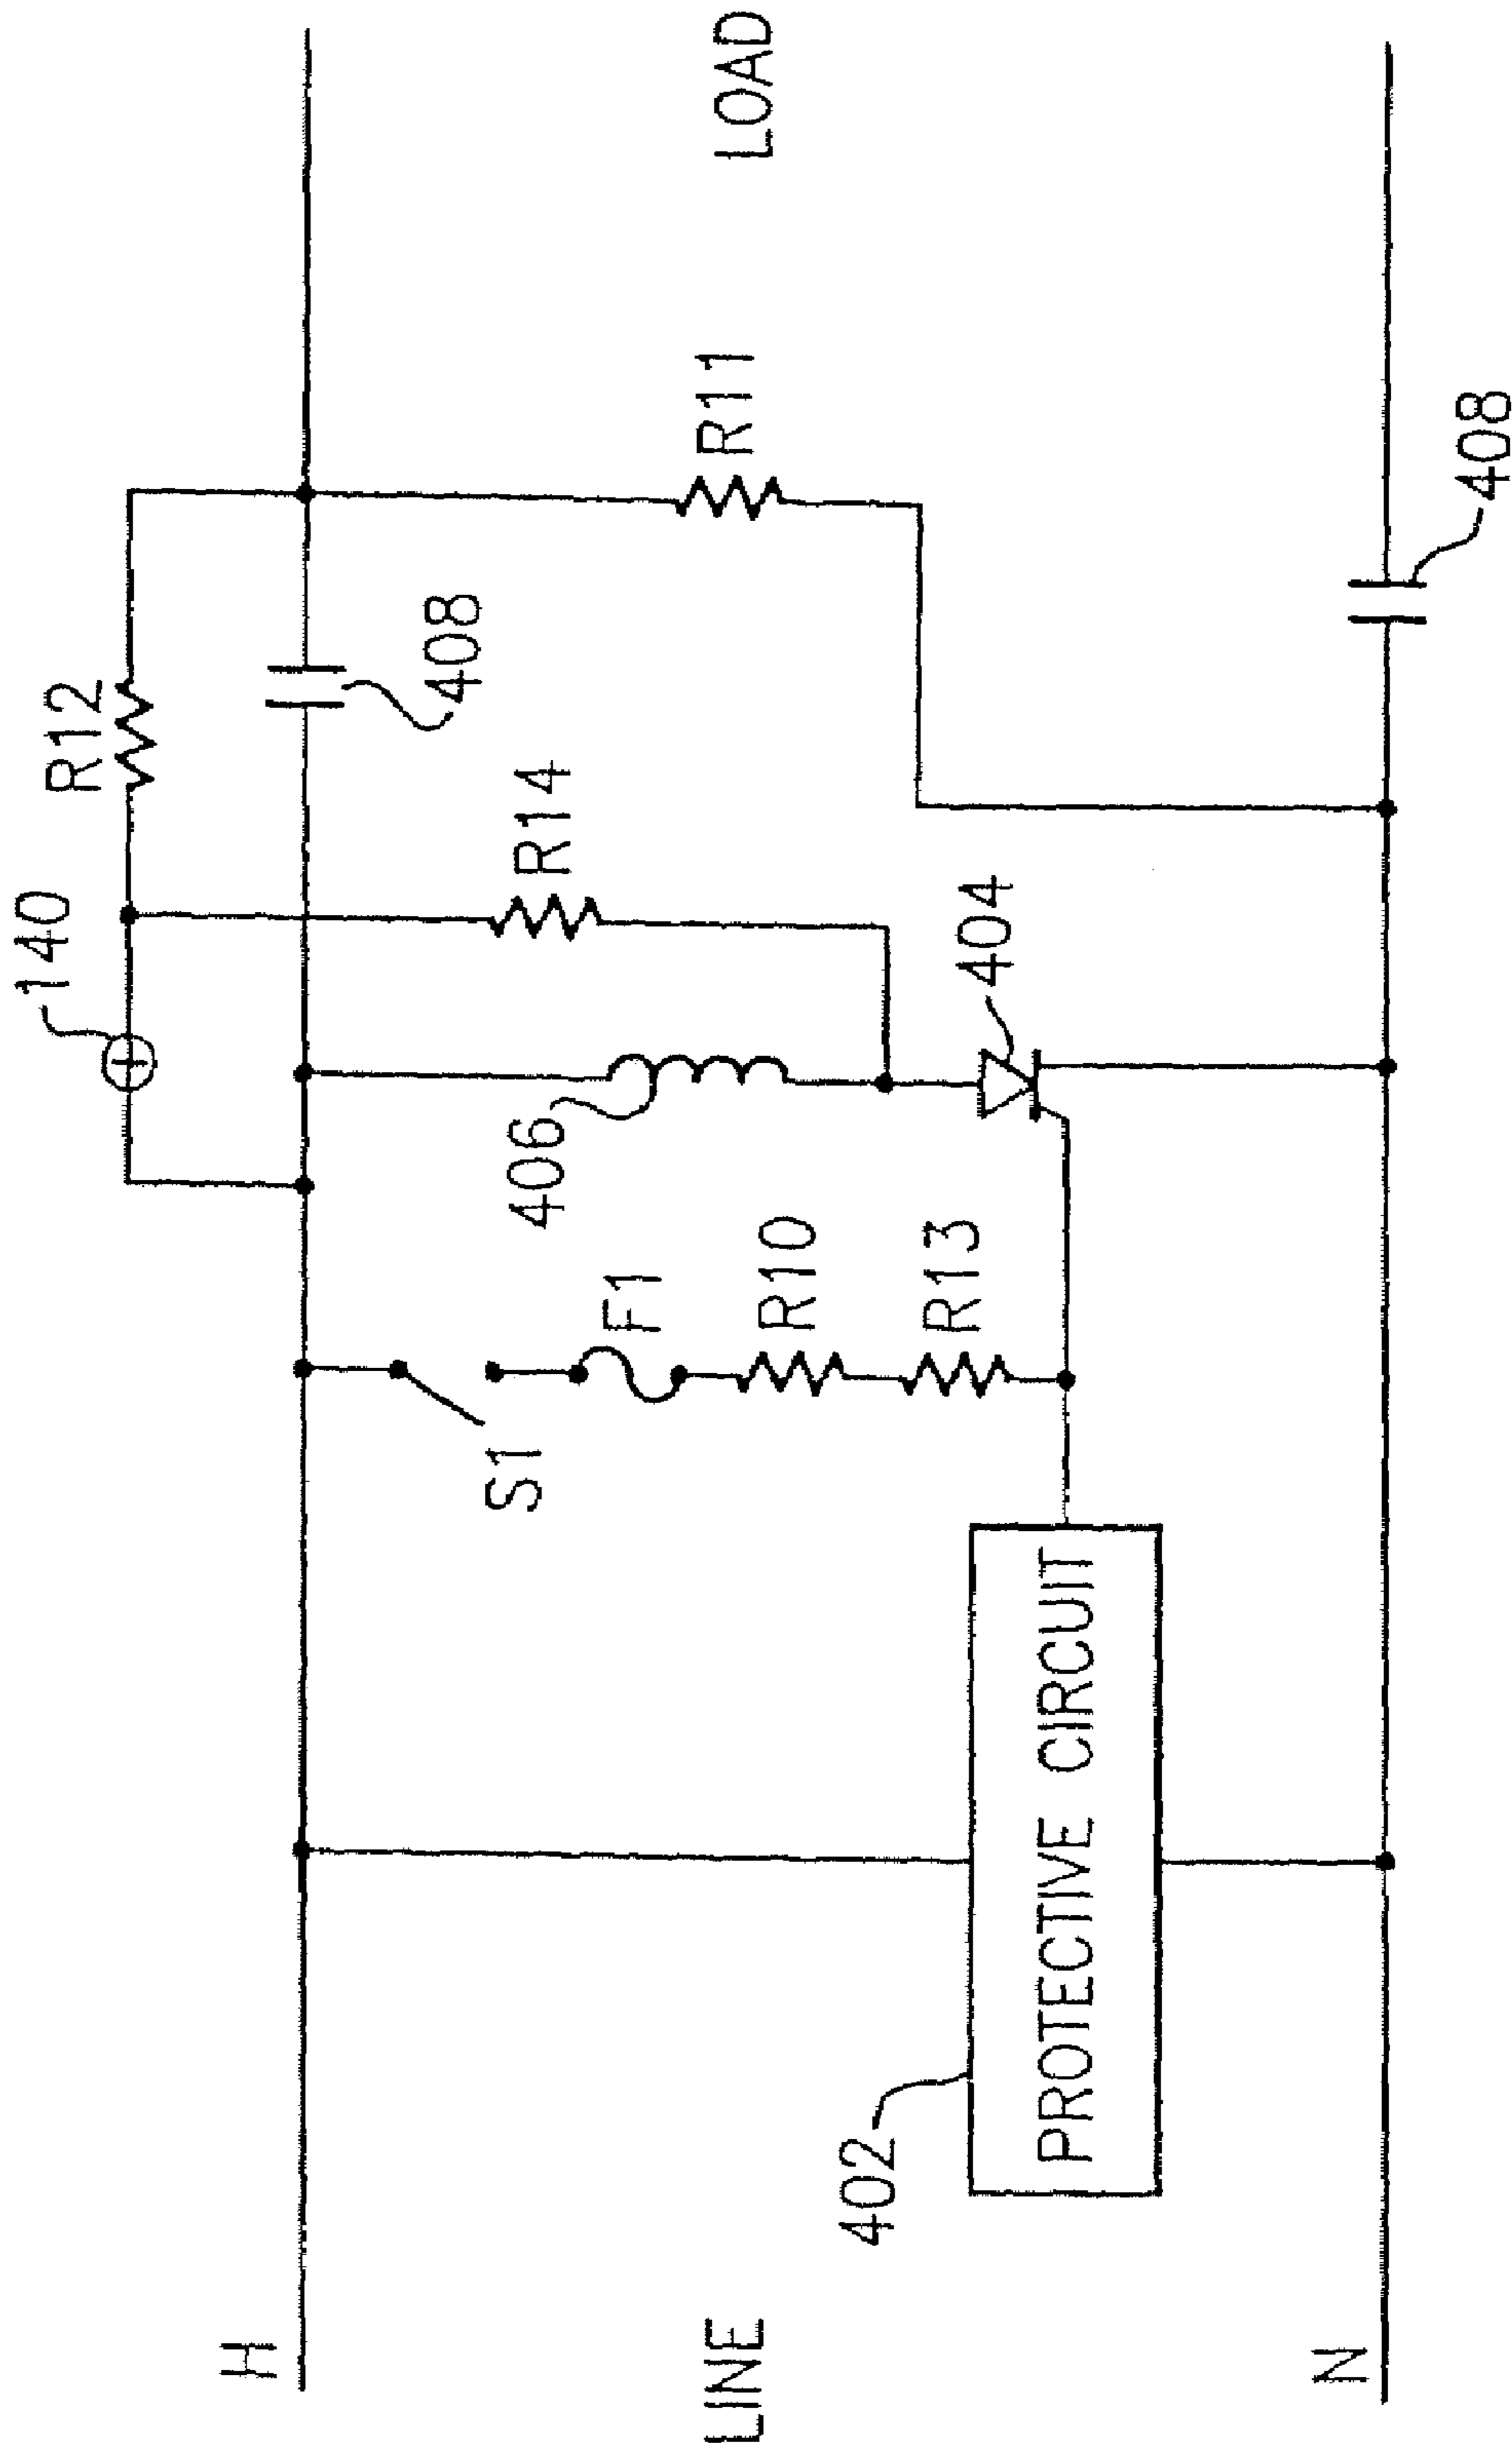 H
140
R12
LOAD
408
R14
R11
S1
F1
406
R10
R13
404
LINE
402
PROTECTIVE CIRCUIT
N
408